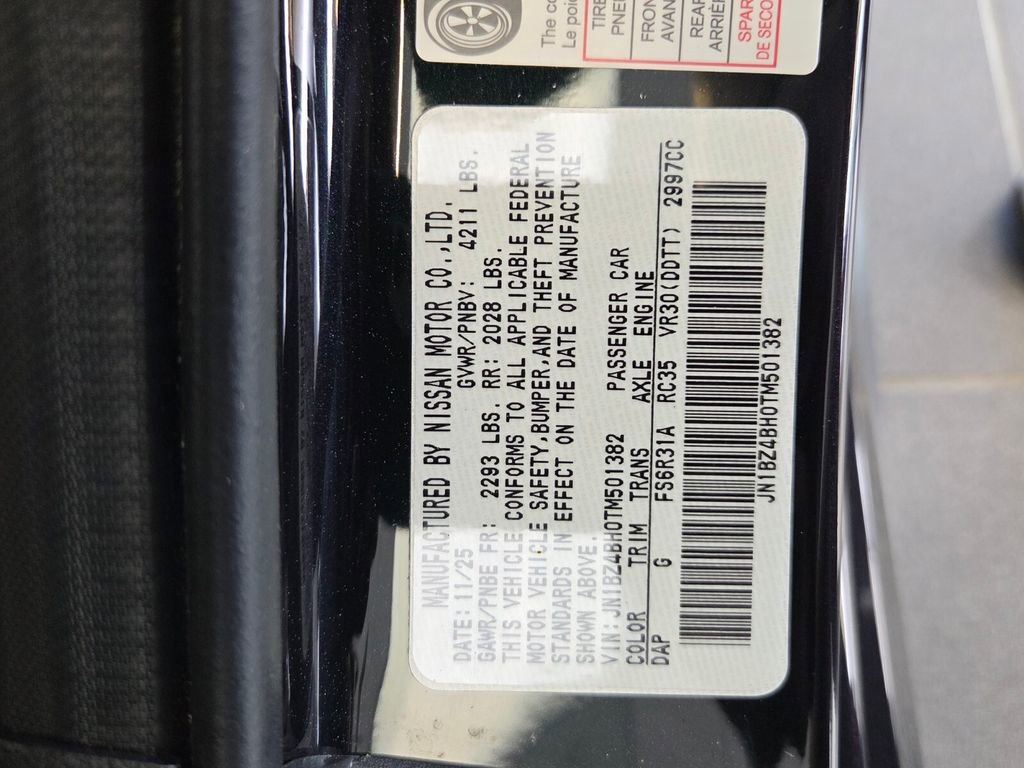 The co
Le poi
TIRE
PNEU
FRON
AVAN
REAR
ARRIÈR
SPAR
DE SECO
MANUFACTURED BY NISSAN MOTOR CO.,LTD.
DATE: 11/25 GVWR/PNBV: 4211 LBS.
GAWR/PNBE FR: 2293 LBS. RR: 2028 LBS.
THIS VEHICLE CONFORMS TO ALL APPLICABLE FEDERAL
MOTOR VEHICLE SAFETY,BUMPER,AND THEFT PREVENTION
STANDARDS IN EFFECT ON THE DATE OF MANUFACTURE
SHOWN ABOVE.
VIN:JN1BZ4BH0TM501382 PASSENGER CAR
COLOR TRIM TRANS AXLE ENGINE
DAP G FS6R31A RC35 VR30(DDTT) 2997CC
JN1BZ4BH0TM501382